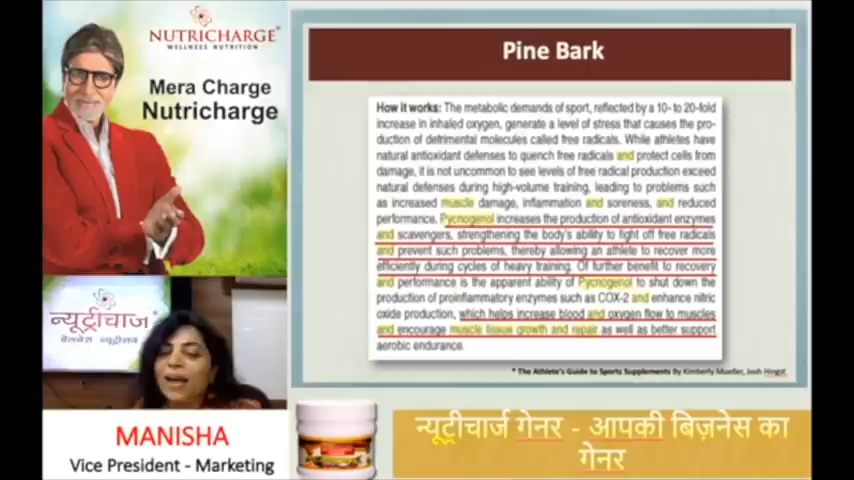 NUTRICHARGE®
WELLNESS NUTRITION
Mera Charge
Nutricharge
न्यूट्रीचार्ज®
वेलनेस न्यूट्रीशन
MANISHA
Vice President - Marketing
Pine Bark
How it works: The metabolic demands of sport, reflected by a 10- to 20-fold
increase in inhaled oxygen, generate a level of stress that causes the pro-
duction of detrimental molecules called free radicals. While athletes have
natural antioxidant defenses to quench free radicals and protect cells from
damage, it is not uncommon to see levels of free radical production exceed
natural defenses during high-volume training, leading to problems such
as increased muscle damage, inflammation and soreness, and reduced
performance. Pycnogenol increases the production of antioxidant enzymes
and scavengers, strengthening the body's ability to fight off free radicals
and prevent such problems, thereby allowing an athlete to recover more
efficiently during cycles of heavy training. Of further benefit to recovery
and performance is the apparent ability of Pycnogenol to shut down the
production of proinflammatory enzymes such as COX-2 and enhance nitric
oxide production, which helps increase blood and oxygen flow to muscles
and encourage muscle tissue growth and repair as well as better support
aerobic endurance.
* The Athlete's Guide to Sports Supplements By Kimberly Mueller, Josh Hingst
न्यूट्रीचार्ज गेनर - आपकी बिज़नेस का
गेनर